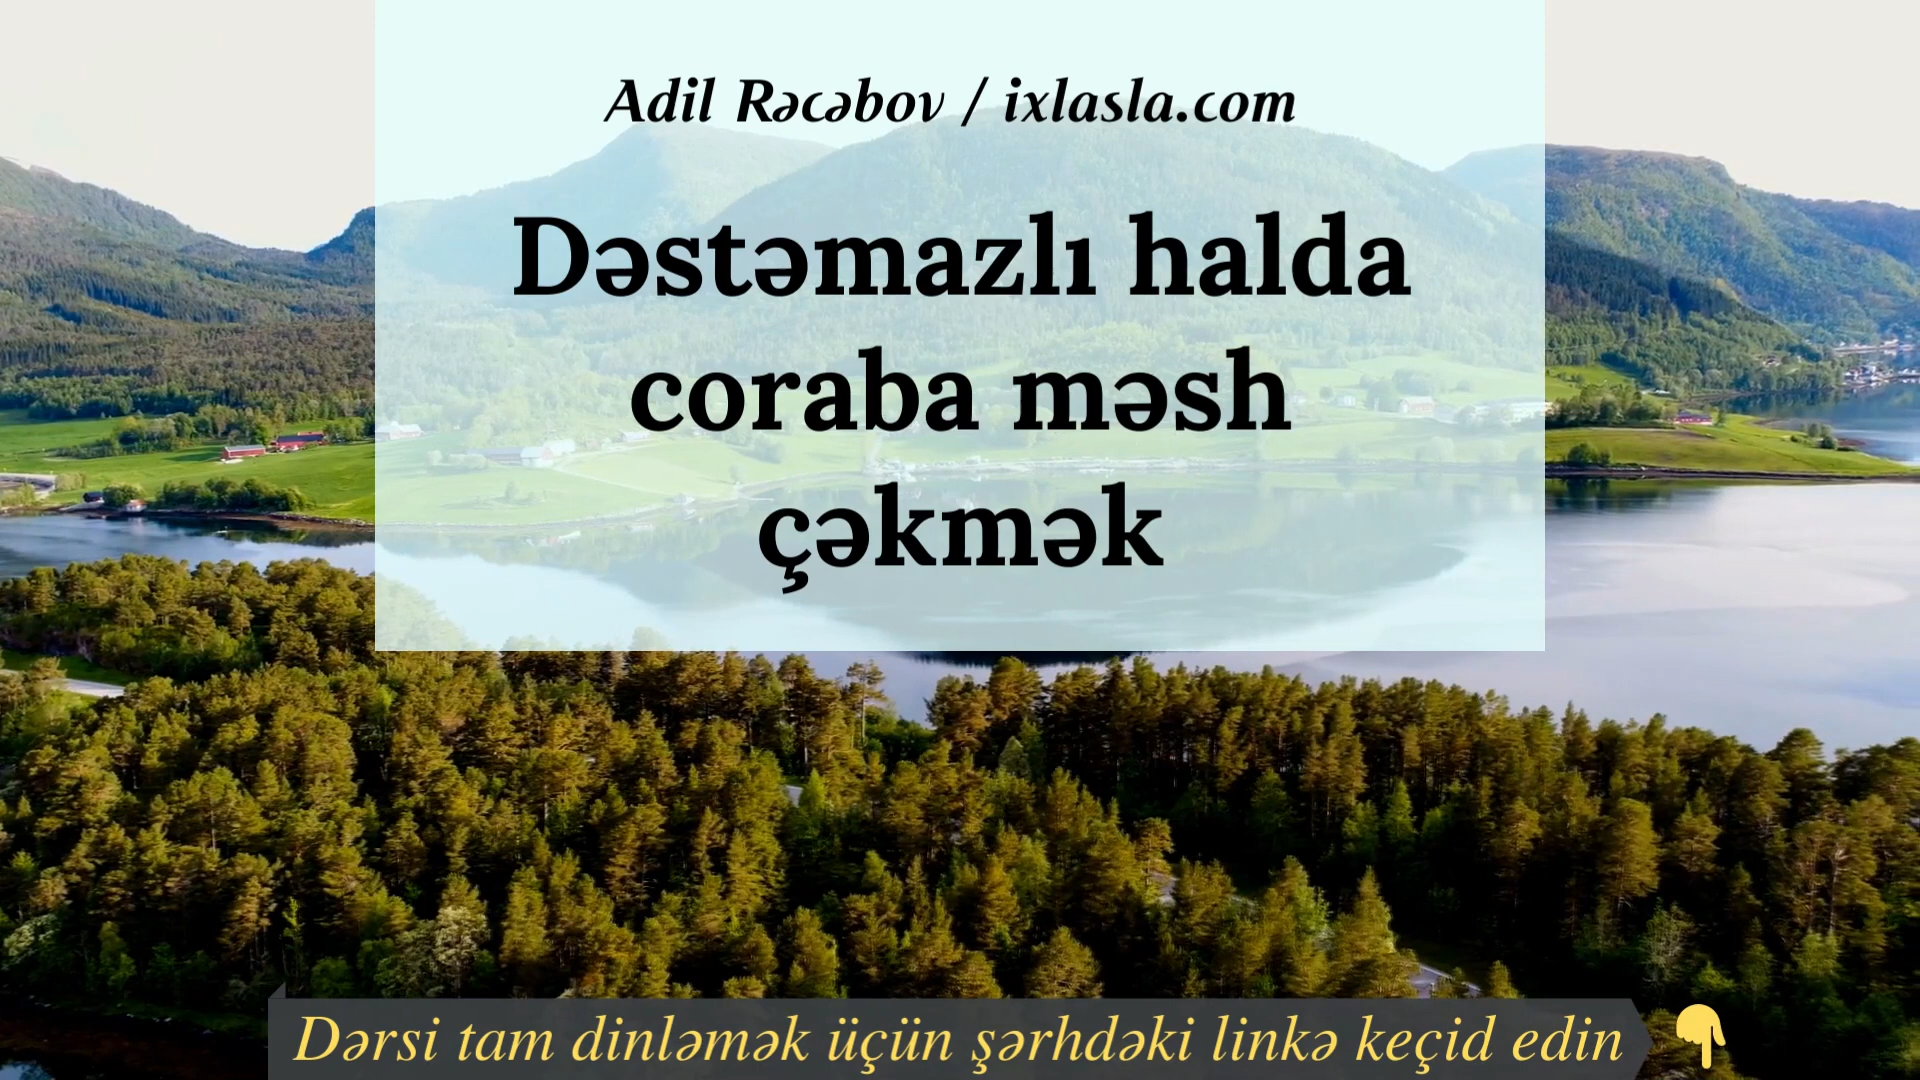 Adil Rəcəbov / ixlasla.com
Dəstəmazlı halda
coraba məsh
çəkmək
Dərsi tam dinləmək üçün şərhdəki linkə keçid edin